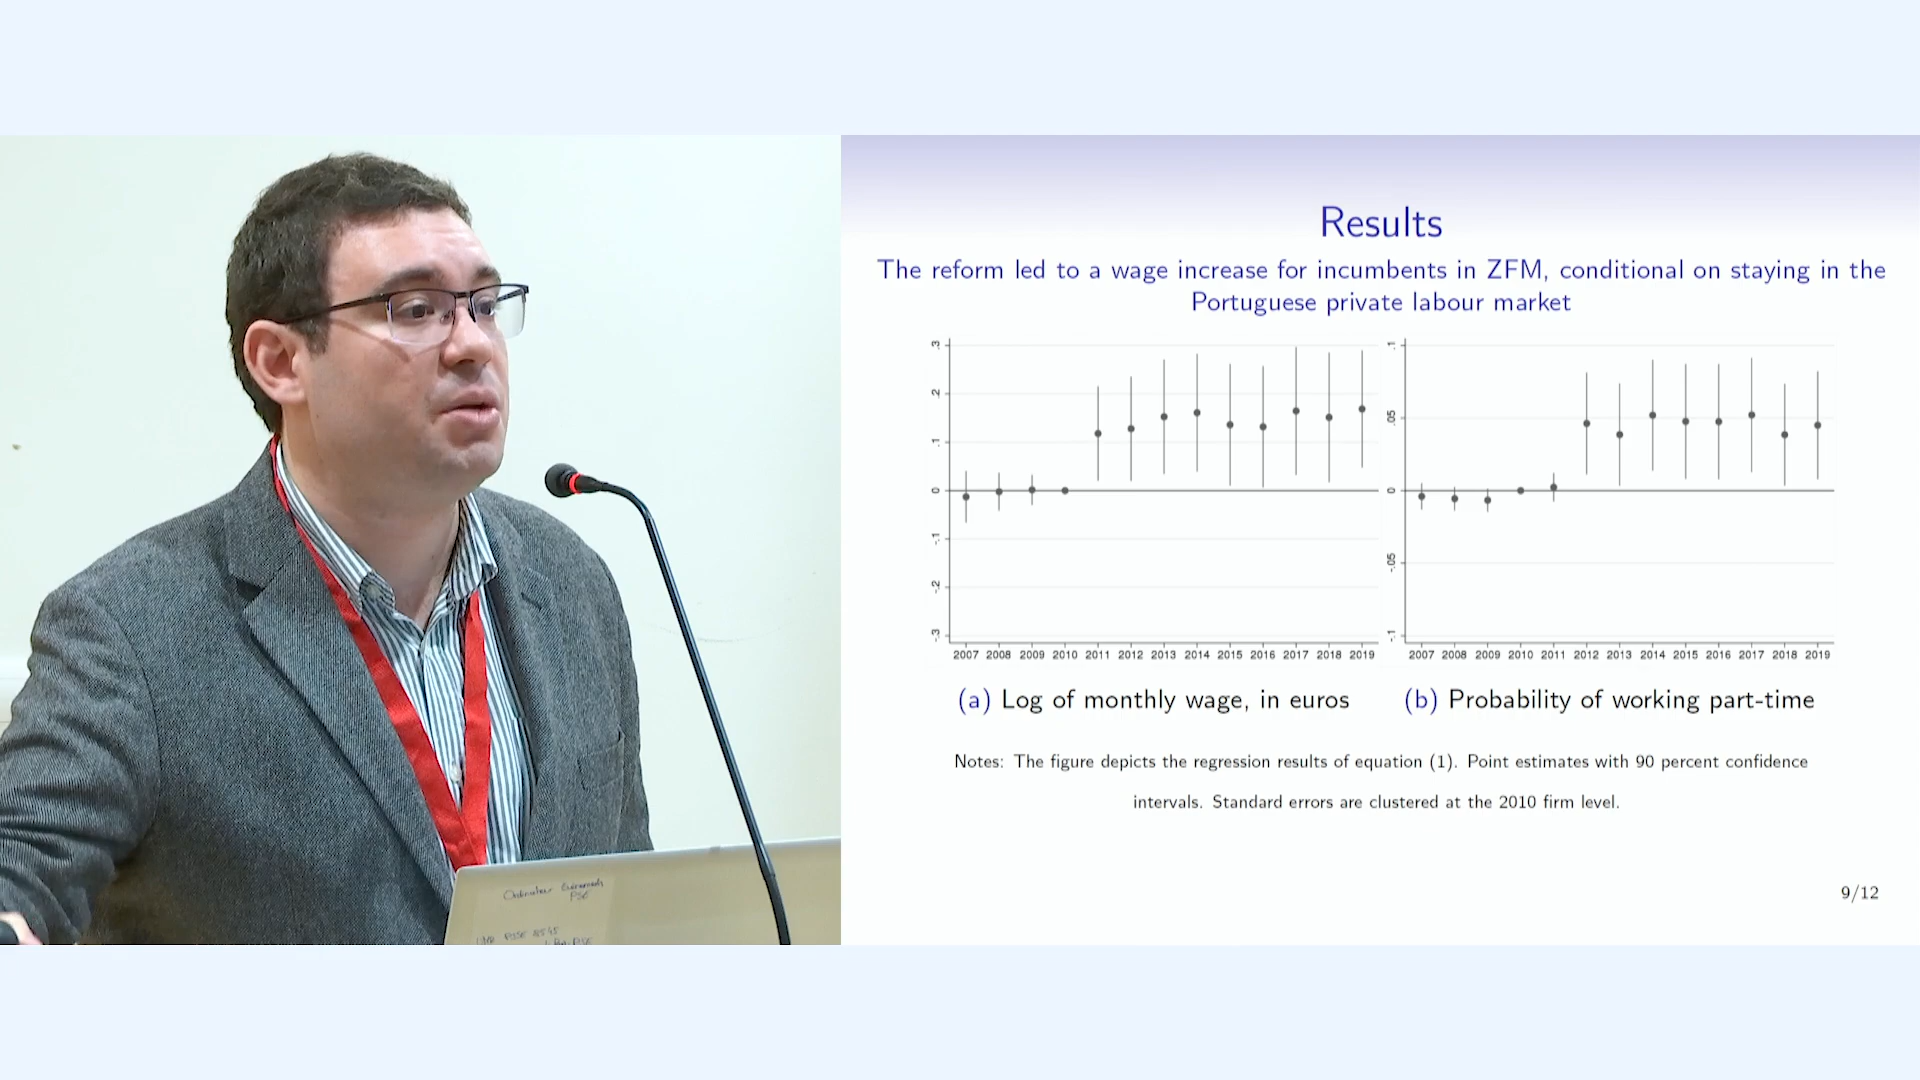 Results
The reform led to a wage increase for incumbents in ZFM, conditional on staying in the
Portuguese private labour market
.3
.2
.1
0
-.1
-.2
-.3
2007 2008 2009 2010 2011 2012 2013 2014 2015 2016 2017 2018 2019
(a) Log of monthly wage, in euros
.1
.05
0
-.05
-.1
2007 2008 2009 2010 2011 2012 2013 2014 2015 2016 2017 2018 2019
(b) Probability of working part-time
Notes: The figure depicts the regression results of equation (1). Point estimates with 90 percent confidence
intervals. Standard errors are clustered at the 2010 firm level.
9/12
Ordinateur
PSE
PSE